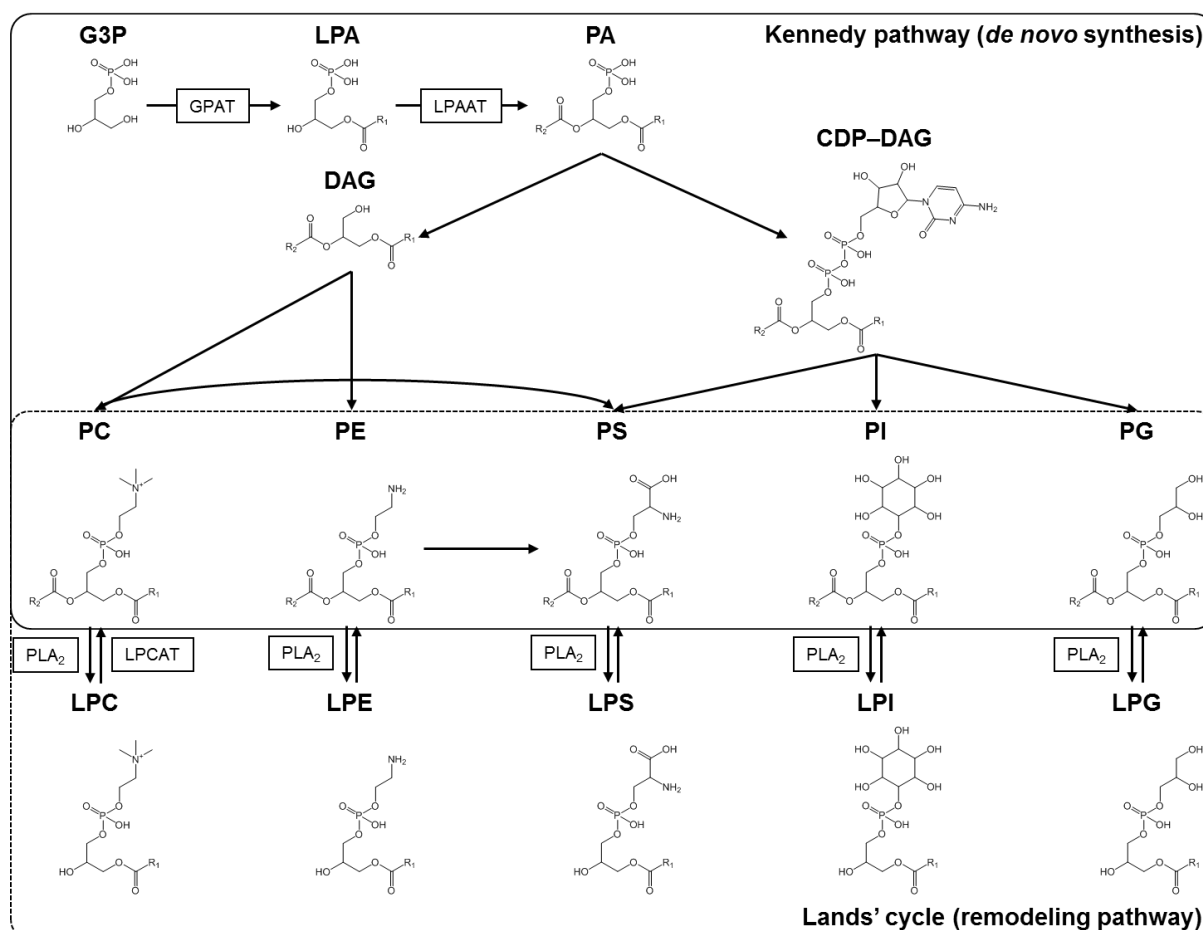 G3P
LPA
PA
Kennedy pathway (de novo synthesis)
GPAT
LPAAT
CDP–DAG
DAG
PC
PE
PS
PI
PG
PLA₂
LPCAT
PLA₂
PLA₂
PLA₂
PLA₂
LPC
LPE
LPS
LPI
LPG
Lands' cycle (remodeling pathway)